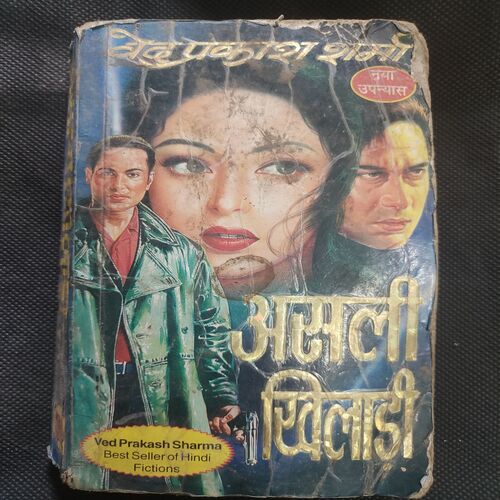 वेद प्रकाश शर्मा
नया
उपन्यास
असली
खिलाड़ी
Ved Prakash Sharma
Best Seller of Hindi
Fictions